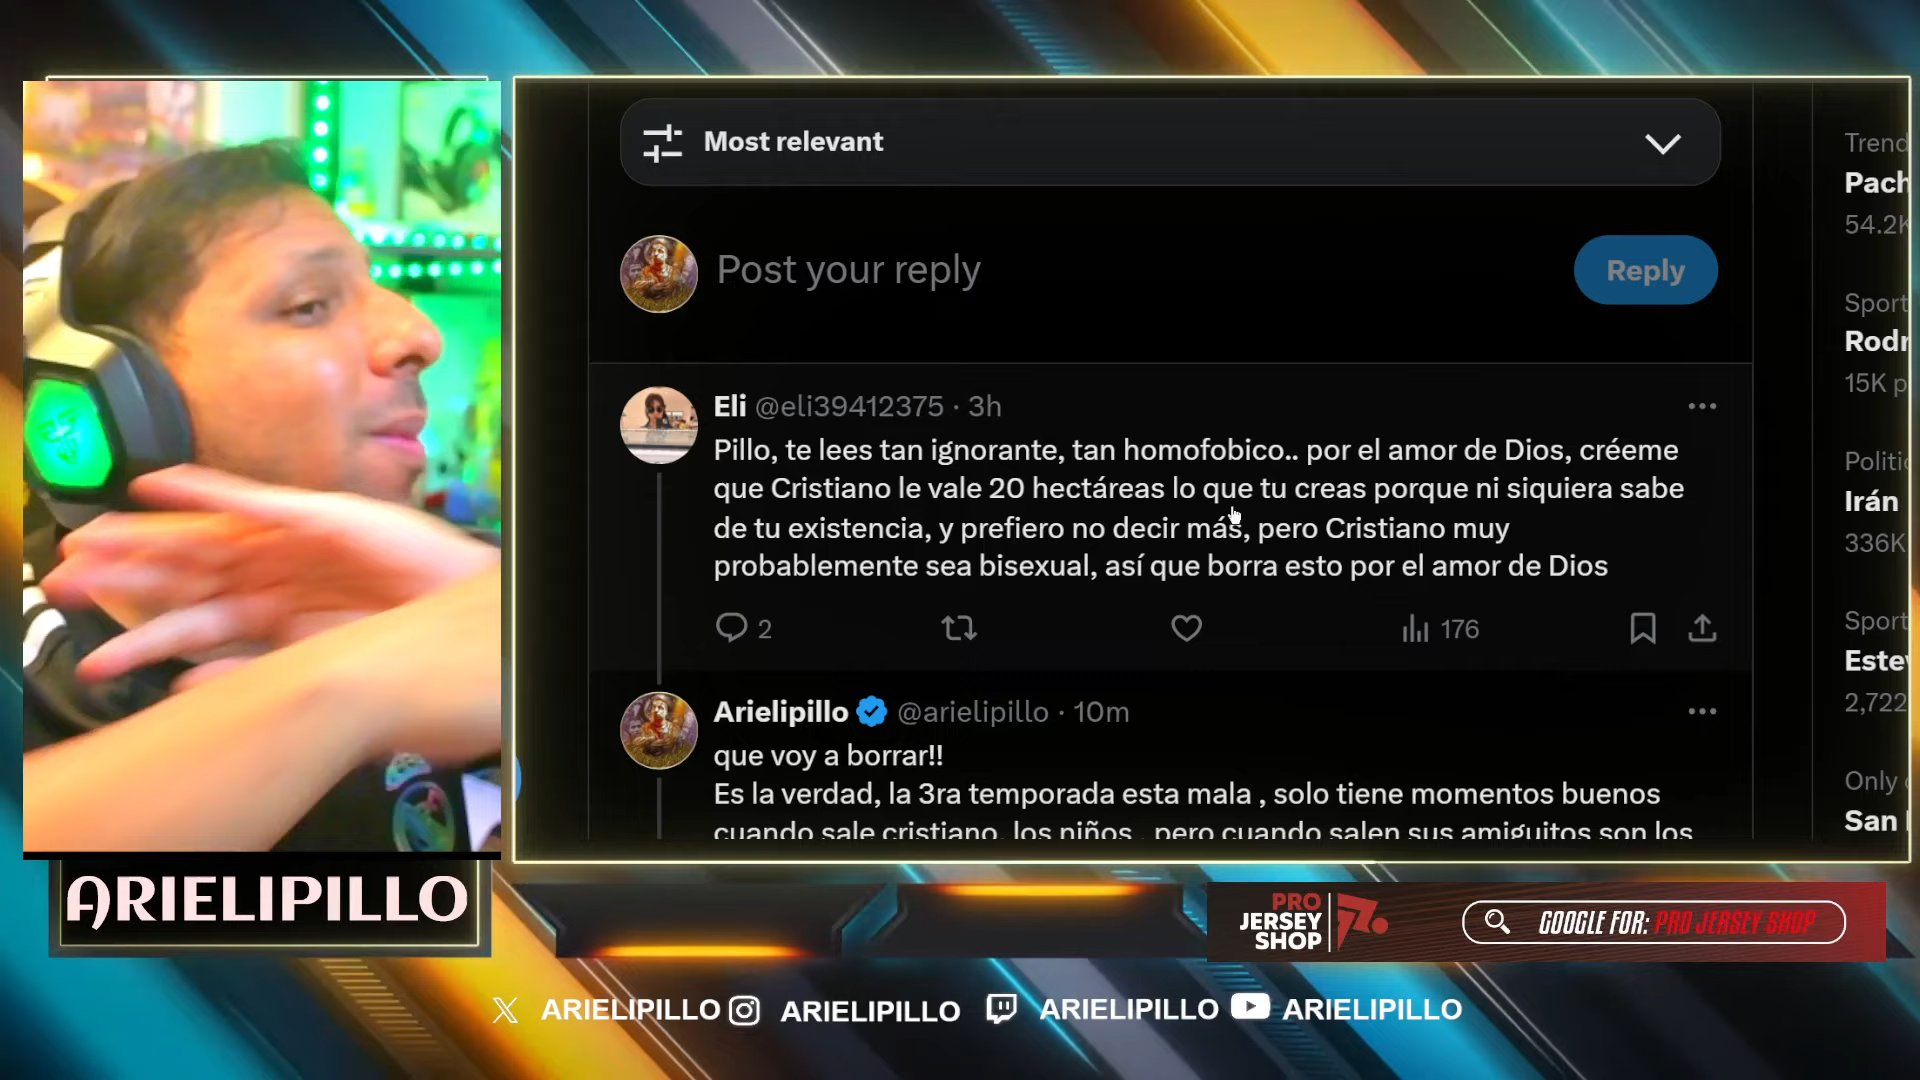 Most relevant
Post your reply
Reply
Eli @eli39412375 · 3h
Pillo, te lees tan ignorante, tan homofobico.. por el amor de Dios, créeme
que Cristiano le vale 20 hectáreas lo que tu creas porque ni siquiera sabe
de tu existencia, y prefiero no decir más, pero Cristiano muy
probablemente sea bisexual, así que borra esto por el amor de Dios
2
176
Arielipillo @arielipillo · 10m
que voy a borrar!!
Es la verdad, la 3ra temporada esta mala , solo tiene momentos buenos
cuando sale cristiano, los niños , pero cuando salen sus amiguitos son los
Trend
Pach
54.2K
Sport
Rodr
15K p
Politi
Irán
336K
Sport
Estev
2,722
Only
San
ARIELIPILLO
PRO
JERSEY
SHOP
GOOGLE FOR: PRO JERSEY SHOP
ARIELIPILLO ARIELIPILLO ARIELIPILLO ARIELIPILLO